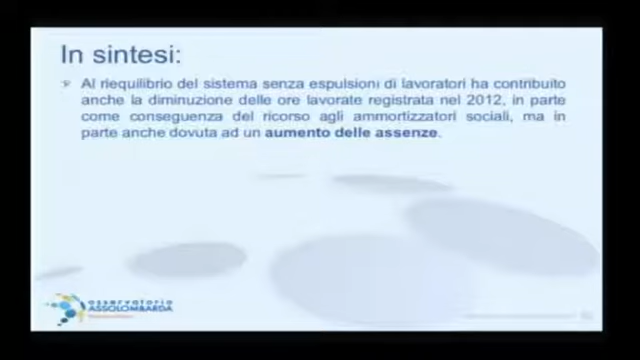 In sintesi:
Al riequilibrio del sistema senza espulsioni di lavoratori ha contribuito
anche la diminuzione delle ore lavorate registrata nel 2012, in parte
come conseguenza del ricorso agli ammortizzatori sociali, ma in
parte anche dovuta ad un aumento delle assenze.
osservatorio
ASSOLOMBARDA